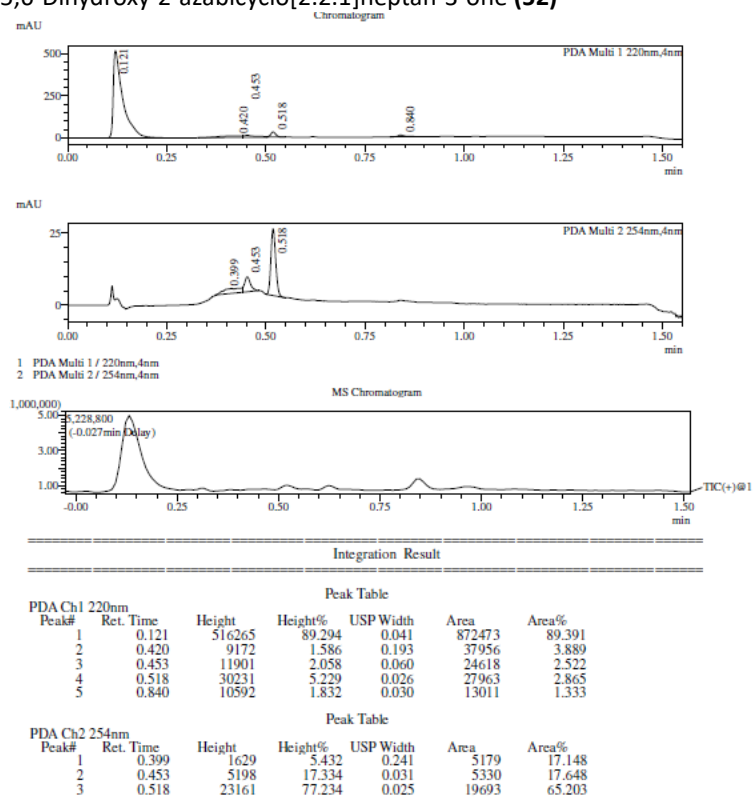 5,6-Dihydroxy-2-azabicyclo[2.2.1]heptan-3-one (52)
Chromatogram
mAU
PDA Multi 1 220nm,4nm
500
250
0
0.121
0.420
0.453
0.518
0.840
0.00 0.25 0.50 0.75 1.00 1.25 1.50
min
mAU
PDA Multi 2 254nm,4nm
25
0
0.399
0.453
0.518
0.00 0.25 0.50 0.75 1.00 1.25 1.50
min
1 PDA Multi 1 / 220nm,4nm
2 PDA Multi 2 / 254nm,4nm
MS Chromatogram
1,000,000)
5.00 5,228,800
(-0.027min Delay)
3.00
1.00
TIC(+)@1
-0.00 0.25 0.50 0.75 1.00 1.25 1.50
min
Integration Result
Peak Table
PDA Ch1 220nm
Peak# Ret. Time Height Height% USP Width Area Area%
1 0.121 516265 89.294 0.041 872473 89.391
2 0.420 9172 1.586 0.193 37956 3.889
3 0.453 11901 2.058 0.060 24618 2.522
4 0.518 30231 5.229 0.026 27963 2.865
5 0.840 10592 1.832 0.030 13011 1.333
Peak Table
PDA Ch2 254nm
Peak# Ret. Time Height Height% USP Width Area Area%
1 0.399 1629 5.432 0.241 5179 17.148
2 0.453 5198 17.334 0.031 5330 17.648
3 0.518 23161 77.234 0.025 19693 65.203